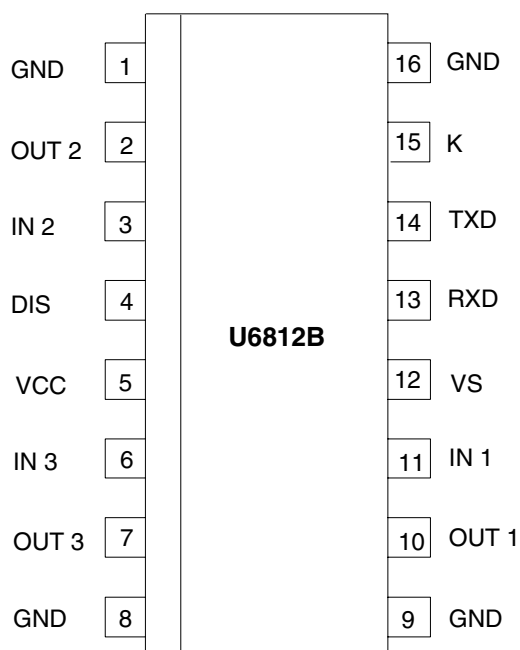 GND 1 16 GND
OUT 2 2 15 K
IN 2 3 14 TXD
DIS 4 13 RXD
U6812B
VCC 5 12 VS
IN 3 6 11 IN 1
OUT 3 7 10 OUT 1
GND 8 9 GND